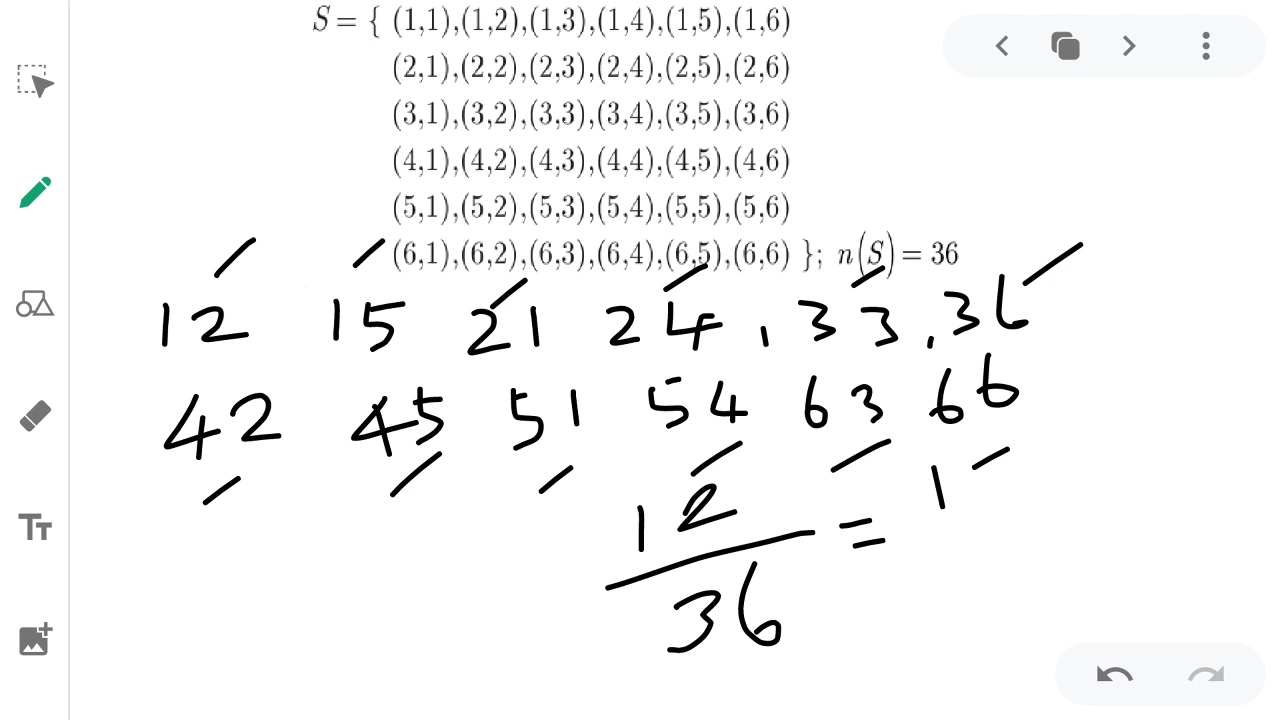 S = { (1,1),(1,2),(1,3),(1,4),(1,5),(1,6)
(2,1),(2,2),(2,3),(2,4),(2,5),(2,6)
(3,1),(3,2),(3,3),(3,4),(3,5),(3,6)
(4,1),(4,2),(4,3),(4,4),(4,5),(4,6)
(5,1),(5,2),(5,3),(5,4),(5,5),(5,6)
(6,1),(6,2),(6,3),(6,4),(6,5),(6,6) }; n(S) = 36
12 15 21 24 , 33 , 36
42 45 51 54 63 66
12/36 = 1
Tт